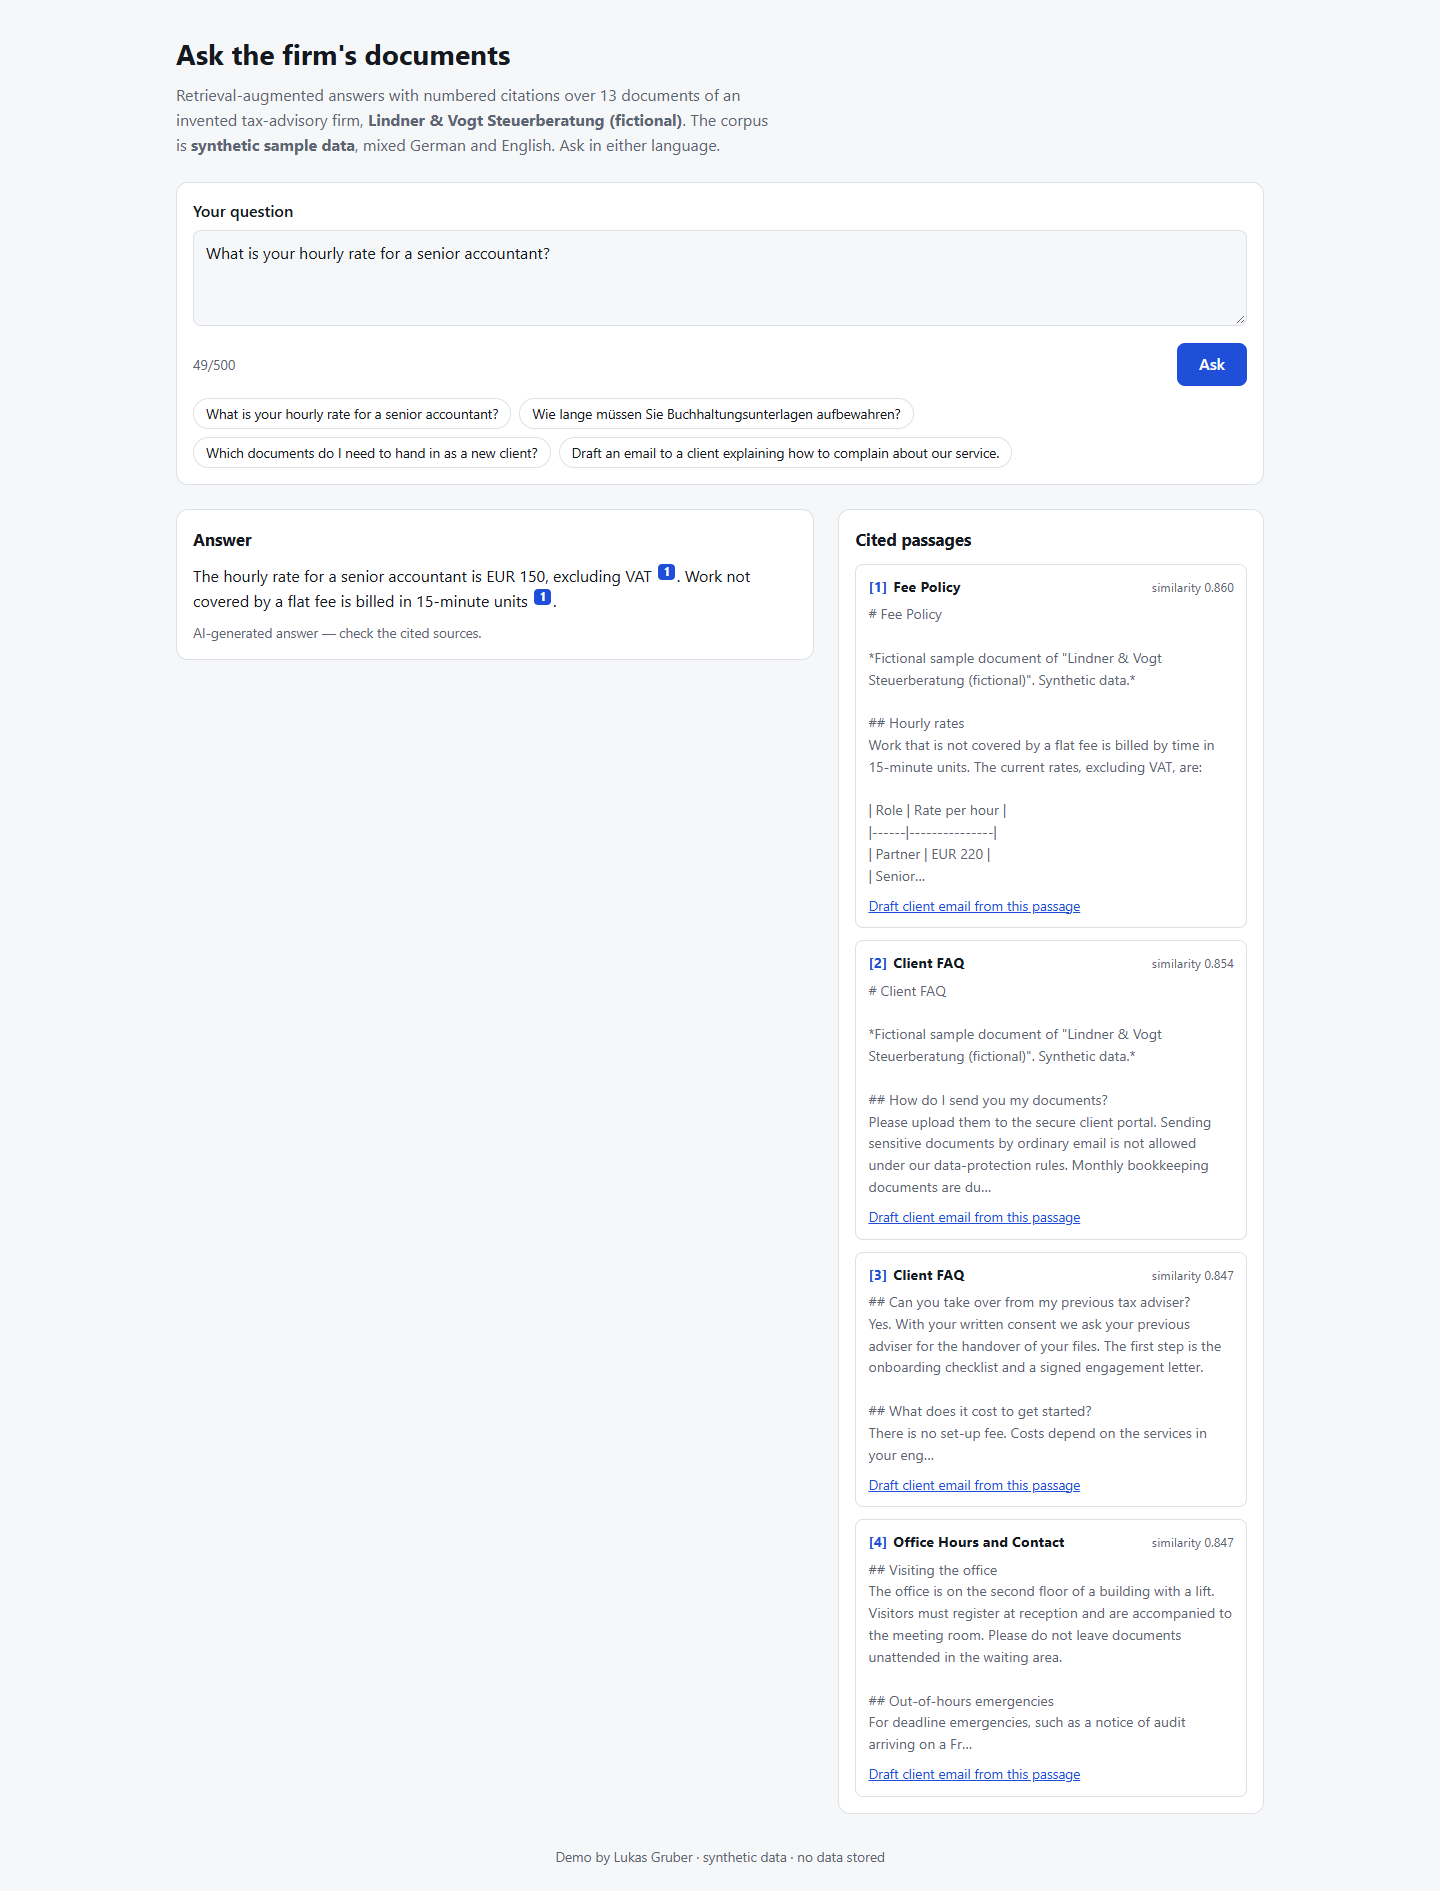 Ask the firm's documents
Retrieval-augmented answers with numbered citations over 13 documents of an
invented tax-advisory firm, Lindner & Vogt Steuerberatung (fictional). The corpus
is synthetic sample data, mixed German and English. Ask in either language.
Your question
What is your hourly rate for a senior accountant?
49/500
Ask
What is your hourly rate for a senior accountant?
Wie lange müssen Sie Buchhaltungsunterlagen aufbewahren?
Which documents do I need to hand in as a new client?
Draft an email to a client explaining how to complain about our service.
Answer
The hourly rate for a senior accountant is EUR 150, excluding VAT 1. Work not
covered by a flat fee is billed in 15-minute units 1.
AI-generated answer — check the cited sources.
Cited passages
[1] Fee Policy
similarity 0.860
# Fee Policy
*Fictional sample document of "Lindner & Vogt
Steuerberatung (fictional)". Synthetic data.*
## Hourly rates
Work that is not covered by a flat fee is billed by time in
15-minute units. The current rates, excluding VAT, are:
| Role | Rate per hour |
|------|---------------|
| Partner | EUR 220 |
| Senior...
Draft client email from this passage
[2] Client FAQ
similarity 0.854
# Client FAQ
*Fictional sample document of "Lindner & Vogt
Steuerberatung (fictional)". Synthetic data.*
## How do I send you my documents?
Please upload them to the secure client portal. Sending
sensitive documents by ordinary email is not allowed
under our data-protection rules. Monthly bookkeeping
documents are du...
Draft client email from this passage
[3] Client FAQ
similarity 0.847
## Can you take over from my previous tax adviser?
Yes. With your written consent we ask your previous
adviser for the handover of your files. The first step is the
onboarding checklist and a signed engagement letter.
## What does it cost to get started?
There is no set-up fee. Costs depend on the services in
your eng...
Draft client email from this passage
[4] Office Hours and Contact
similarity 0.847
## Visiting the office
The office is on the second floor of a building with a lift.
Visitors must register at reception and are accompanied to
the meeting room. Please do not leave documents
unattended in the waiting area.
## Out-of-hours emergencies
For deadline emergencies, such as a notice of audit
arriving on a Fr...
Draft client email from this passage
Demo by Lukas Gruber · synthetic data · no data stored